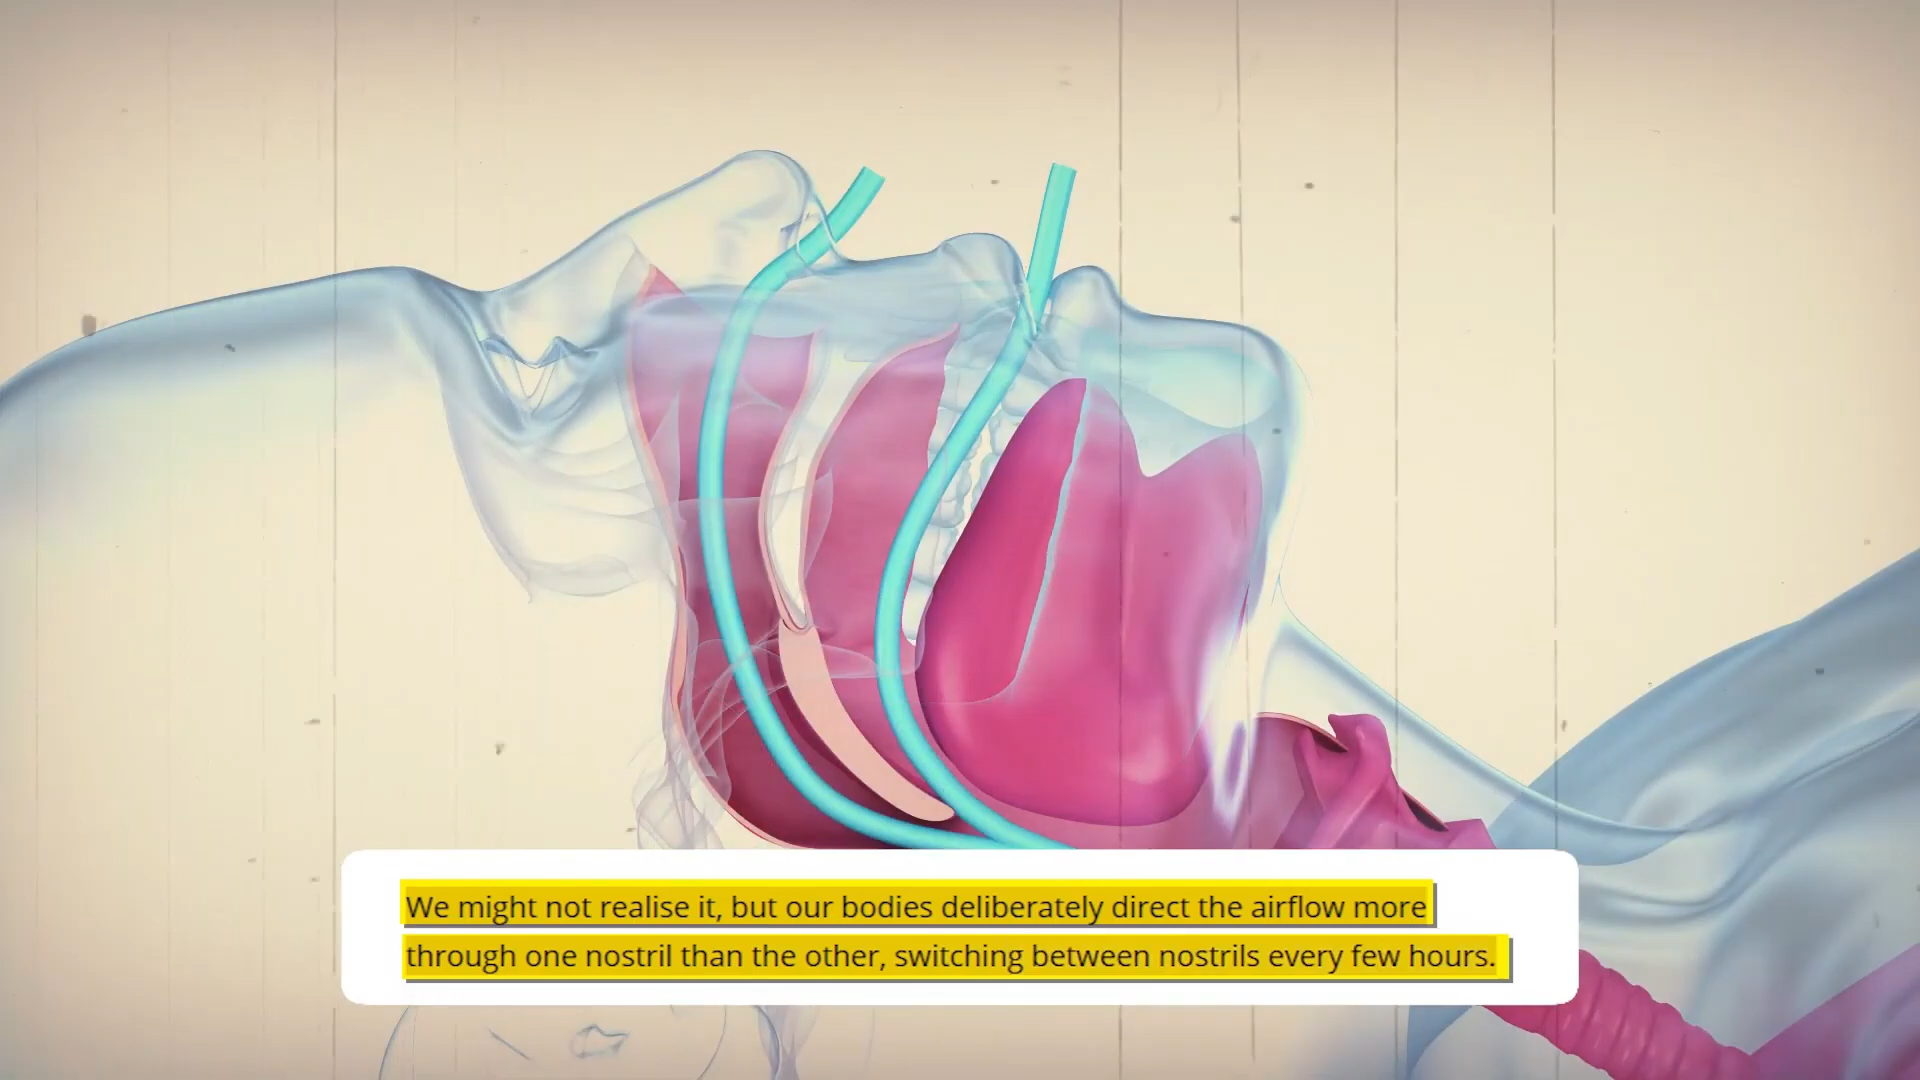 We might not realise it, but our bodies deliberately direct the airflow more
through one nostril than the other, switching between nostrils every few hours.